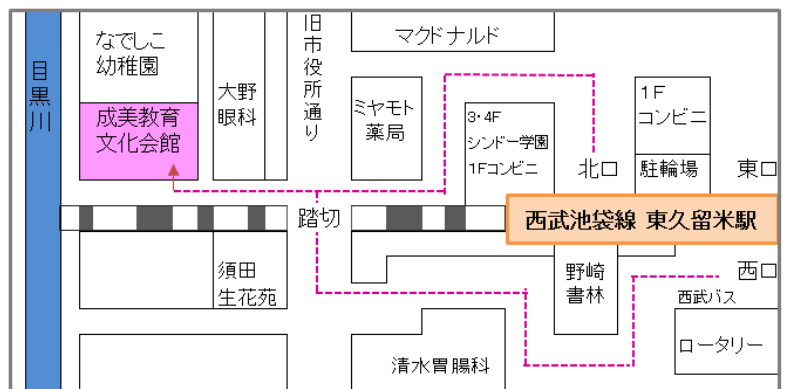 目黒川
なでしこ
幼稚園
成美教育
文化会館
大野
眼科
旧市役所通り
マクドナルド
ミヤモト
薬局
3・4F
シンドー学園
1Fコンビニ
北口
1F
コンビニ
駐輪場
東口
踏切
西武池袋線 東久留米駅
須田
生花苑
野崎
書林
西口
西武バス
ロータリー
清水胃腸科